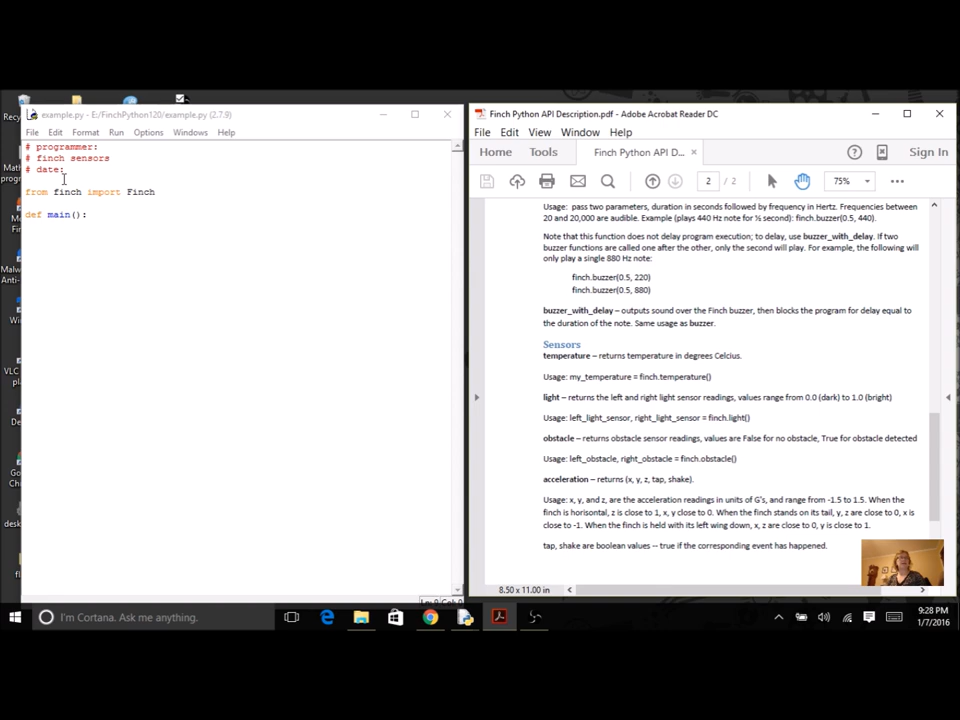 example.py - E:/FinchPython120/example.py (2.7.9)
File Edit Format Run Options Windows Help
# programmer:
# finch sensors
# date:
from finch import Finch
def main():
Finch Python API Description.pdf - Adobe Acrobat Reader DC
File Edit View Window Help
Home Tools Finch Python API D... × Sign In
2 / 2 75%
Usage: pass two parameters, duration in seconds followed by frequency in Hertz. Frequencies between
20 and 20,000 are audible. Example (plays 440 Hz note for ½ second): finch.buzzer(0.5, 440).
Note that this function does not delay program execution; to delay, use buzzer_with_delay. If two
buzzer functions are called one after the other, only the second will play. For example, the following will
only play a single 880 Hz note:
finch.buzzer(0.5, 220)
finch.buzzer(0.5, 880)
buzzer_with_delay – outputs sound over the Finch buzzer, then blocks the program for delay equal to
the duration of the note. Same usage as buzzer.
Sensors
temperature – returns temperature in degrees Celcius.
Usage: my_temperature = finch.temperature()
light – returns the left and right light sensor readings, values range from 0.0 (dark) to 1.0 (bright)
Usage: left_light_sensor, right_light_sensor = finch.light()
obstacle – returns obstacle sensor readings, values are False for no obstacle, True for obstacle detected
Usage: left_obstacle, right_obstacle = finch.obstacle()
acceleration – returns (x, y, z, tap, shake).
Usage: x, y, and z, are the acceleration readings in units of G's, and range from -1.5 to 1.5. When the
finch is horisontal, z is close to 1, x, y close to 0. When the finch stands on its tail, y, z are close to 0, x is
close to -1. When the finch is held with its left wing down, x, z are close to 0, y is close to 1.
tap, shake are boolean values -- true if the corresponding event has happened.
8.50 x 11.00 in
I'm Cortana. Ask me anything.
9:28 PM
1/7/2016